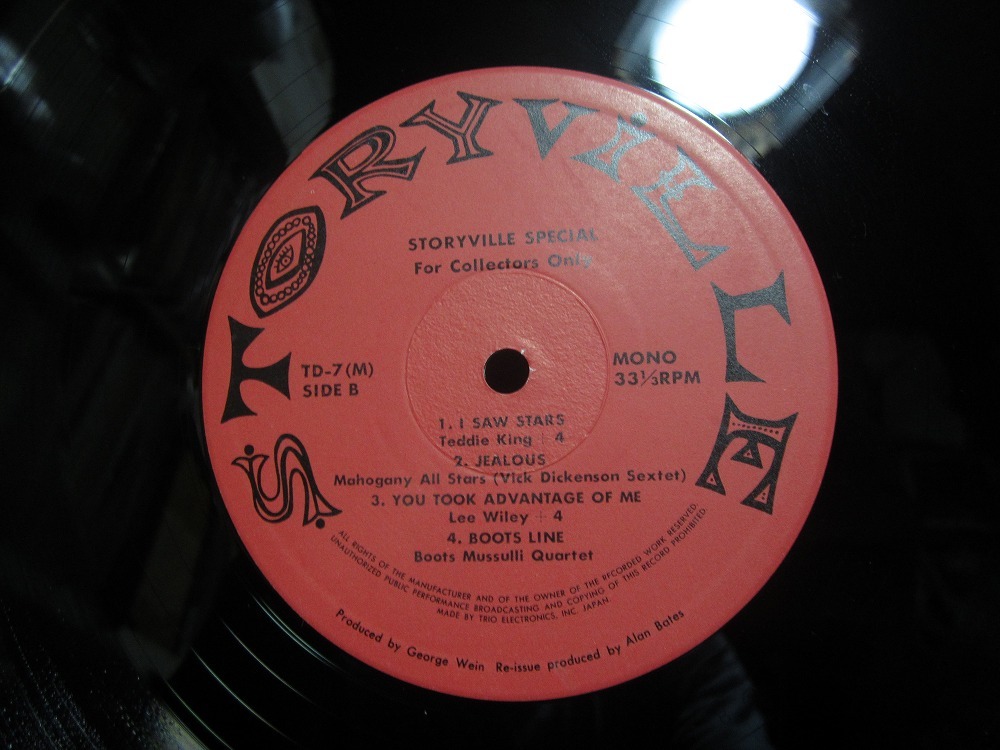 STORYVILLE
STORYVILLE SPECIAL
For Collectors Only
TD-7(M)
SIDE B
MONO
33⅓RPM
1. I SAW STARS
Teddie King + 4
2. JEALOUS
Mahogany All Stars (Vick Dickenson Sextet)
3. YOU TOOK ADVANTAGE OF ME
Lee Wiley + 4
4. BOOTS LINE
Boots Mussulli Quartet
ALL RIGHTS OF THE MANUFACTURER AND OF THE OWNER OF THE RECORDED WORK RESERVED.
UNAUTHORIZED PUBLIC PERFORMANCE BROADCASTING AND COPYING OF THIS RECORD PROHIBITED.
MADE BY TRIO ELECTRONICS, INC. JAPAN
Produced by George Wein Re-issue produced by Alan Bates